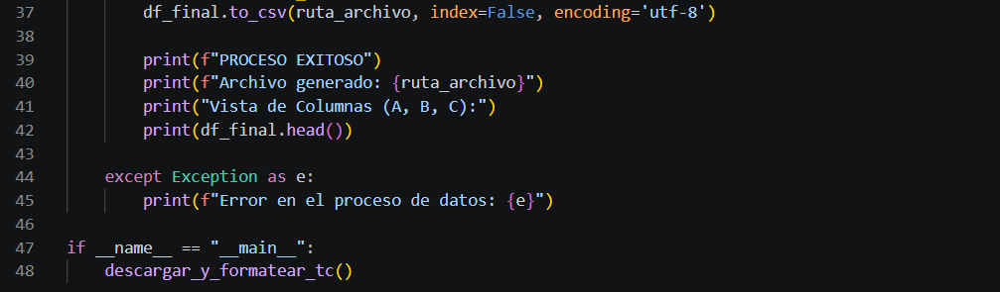 37 df_final.to_csv(ruta_archivo, index=False, encoding='utf-8')
38
39 print(f"PROCESO EXITOSO")
40 print(f"Archivo generado: {ruta_archivo}")
41 print("Vista de Columnas (A, B, C):")
42 print(df_final.head())
43
44 except Exception as e:
45 print(f"Error en el proceso de datos: {e}")
46
47 if __name__ == "__main__":
48 descargar_y_formatear_tc()